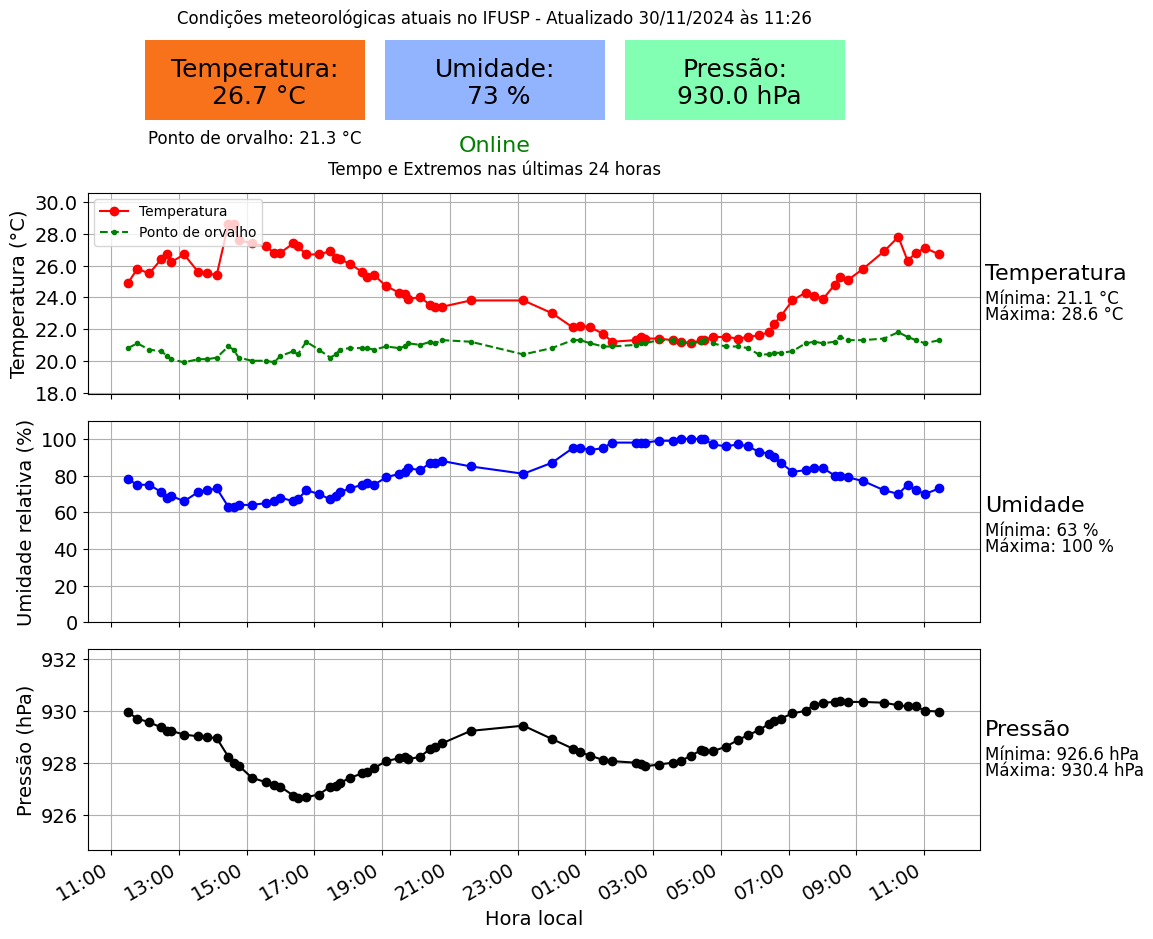 Condições meteorológicas atuais no IFUSP - Atualizado 30/11/2024 às 11:26
Temperatura:
26.7 °C
Umidade:
73 %
Pressão:
930.0 hPa
Ponto de orvalho: 21.3 °C
Online
Tempo e Extremos nas últimas 24 horas
Temperatura (°C)
30.0
28.0
26.0
24.0
22.0
20.0
18.0
Temperatura
Ponto de orvalho
Temperatura
Mínima: 21.1 °C
Máxima: 28.6 °C
Umidade relativa (%)
100
80
60
40
20
0
Umidade
Mínima: 63 %
Máxima: 100 %
Pressão (hPa)
932
930
928
926
Pressão
Mínima: 926.6 hPa
Máxima: 930.4 hPa
11:00 13:00 15:00 17:00 19:00 21:00 23:00 01:00 03:00 05:00 07:00 09:00 11:00
Hora local